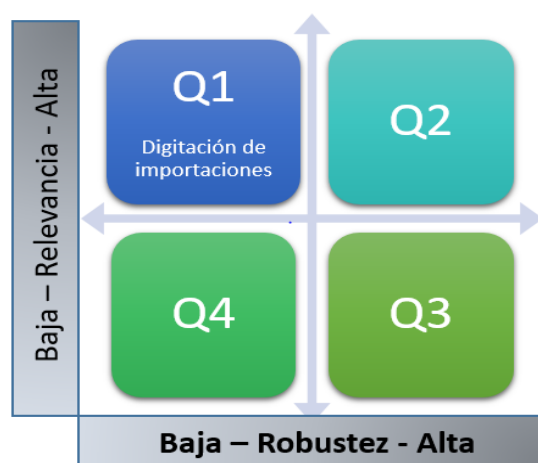 Baja – Relevancia - Alta
Q1
Digitación de
importaciones
Q2
Q4
Q3
Baja – Robustez - Alta